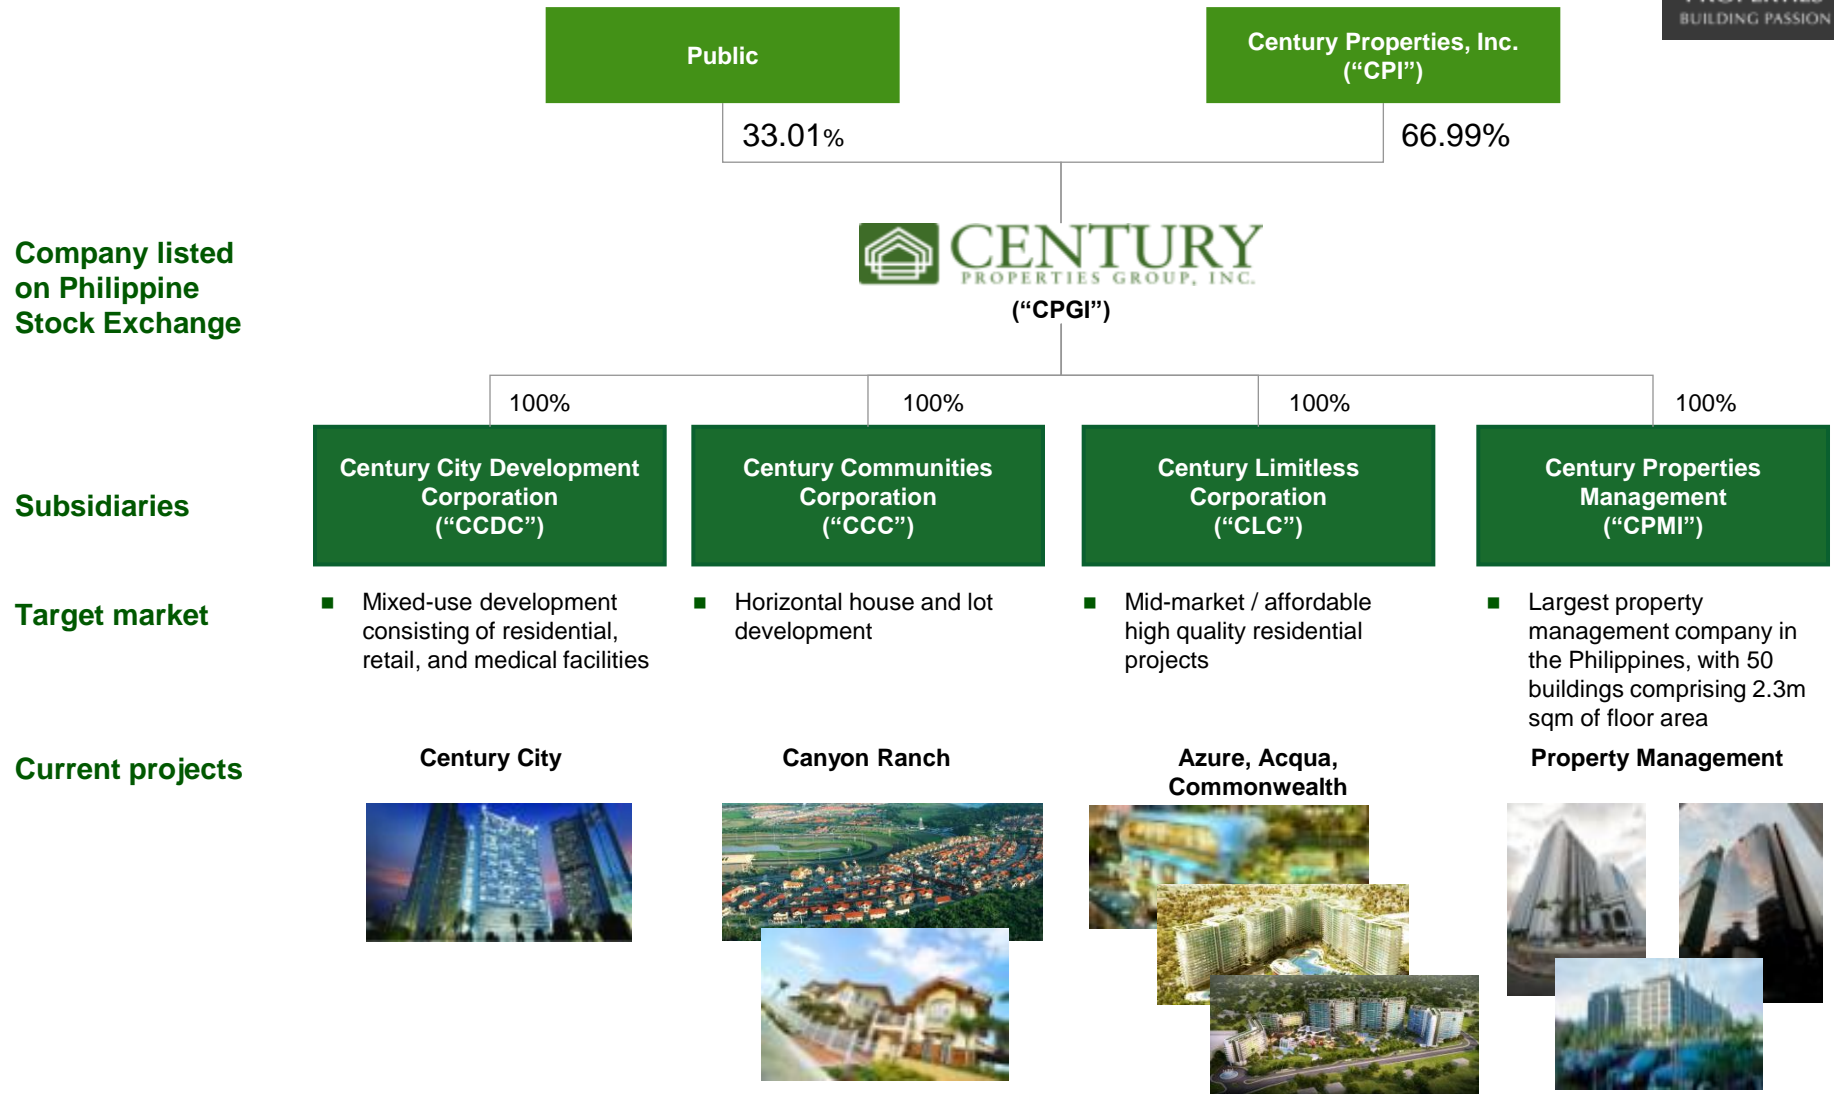 BUILDING PASSION
Public
Century Properties, Inc.
(“CPI”)
33.01%
66.99%
Company listed
on Philippine
Stock Exchange
CENTURY
PROPERTIES GROUP, INC.
(“CPGI”)
100%
100%
100%
100%
Subsidiaries
Century City Development
Corporation
(“CCDC”)
Century Communities
Corporation
(“CCC”)
Century Limitless
Corporation
(“CLC”)
Century Properties
Management
(“CPMI”)
Target market
■ Mixed-use development
consisting of residential,
retail, and medical facilities
■ Horizontal house and lot
development
■ Mid-market / affordable
high quality residential
projects
■ Largest property
management company in
the Philippines, with 50
buildings comprising 2.3m
sqm of floor area
Current projects
Century City
Canyon Ranch
Azure, Acqua,
Commonwealth
Property Management